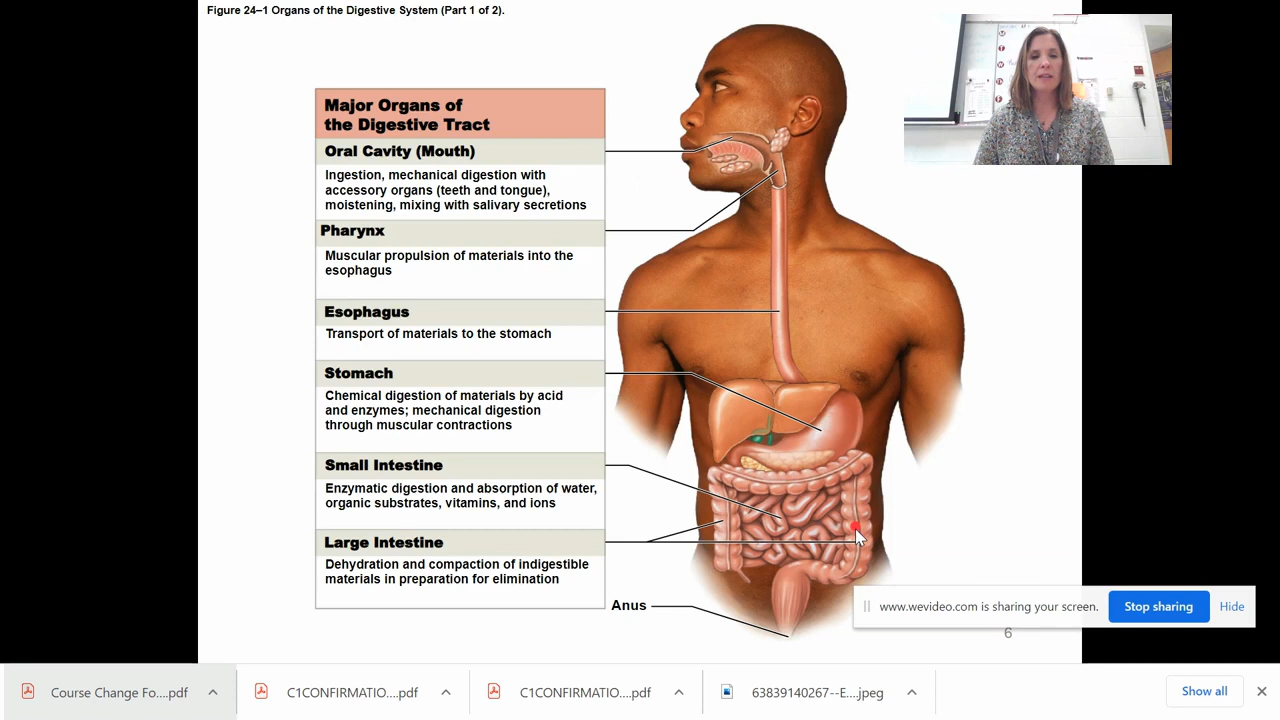 Figure 24–1 Organs of the Digestive System (Part 1 of 2).
Major Organs of
the Digestive Tract
Oral Cavity (Mouth)
Ingestion, mechanical digestion with
accessory organs (teeth and tongue),
moistening, mixing with salivary secretions
Pharynx
Muscular propulsion of materials into the
esophagus
Esophagus
Transport of materials to the stomach
Stomach
Chemical digestion of materials by acid
and enzymes; mechanical digestion
through muscular contractions
Small Intestine
Enzymatic digestion and absorption of water,
organic substrates, vitamins, and ions
Large Intestine
Dehydration and compaction of indigestible
materials in preparation for elimination
Anus
www.wevideo.com is sharing your screen.
Stop sharing
Hide
6
Course Change Fo....pdf
C1CONFIRMATIO....pdf
C1CONFIRMATIO....pdf
63839140267--E....jpeg
Show all